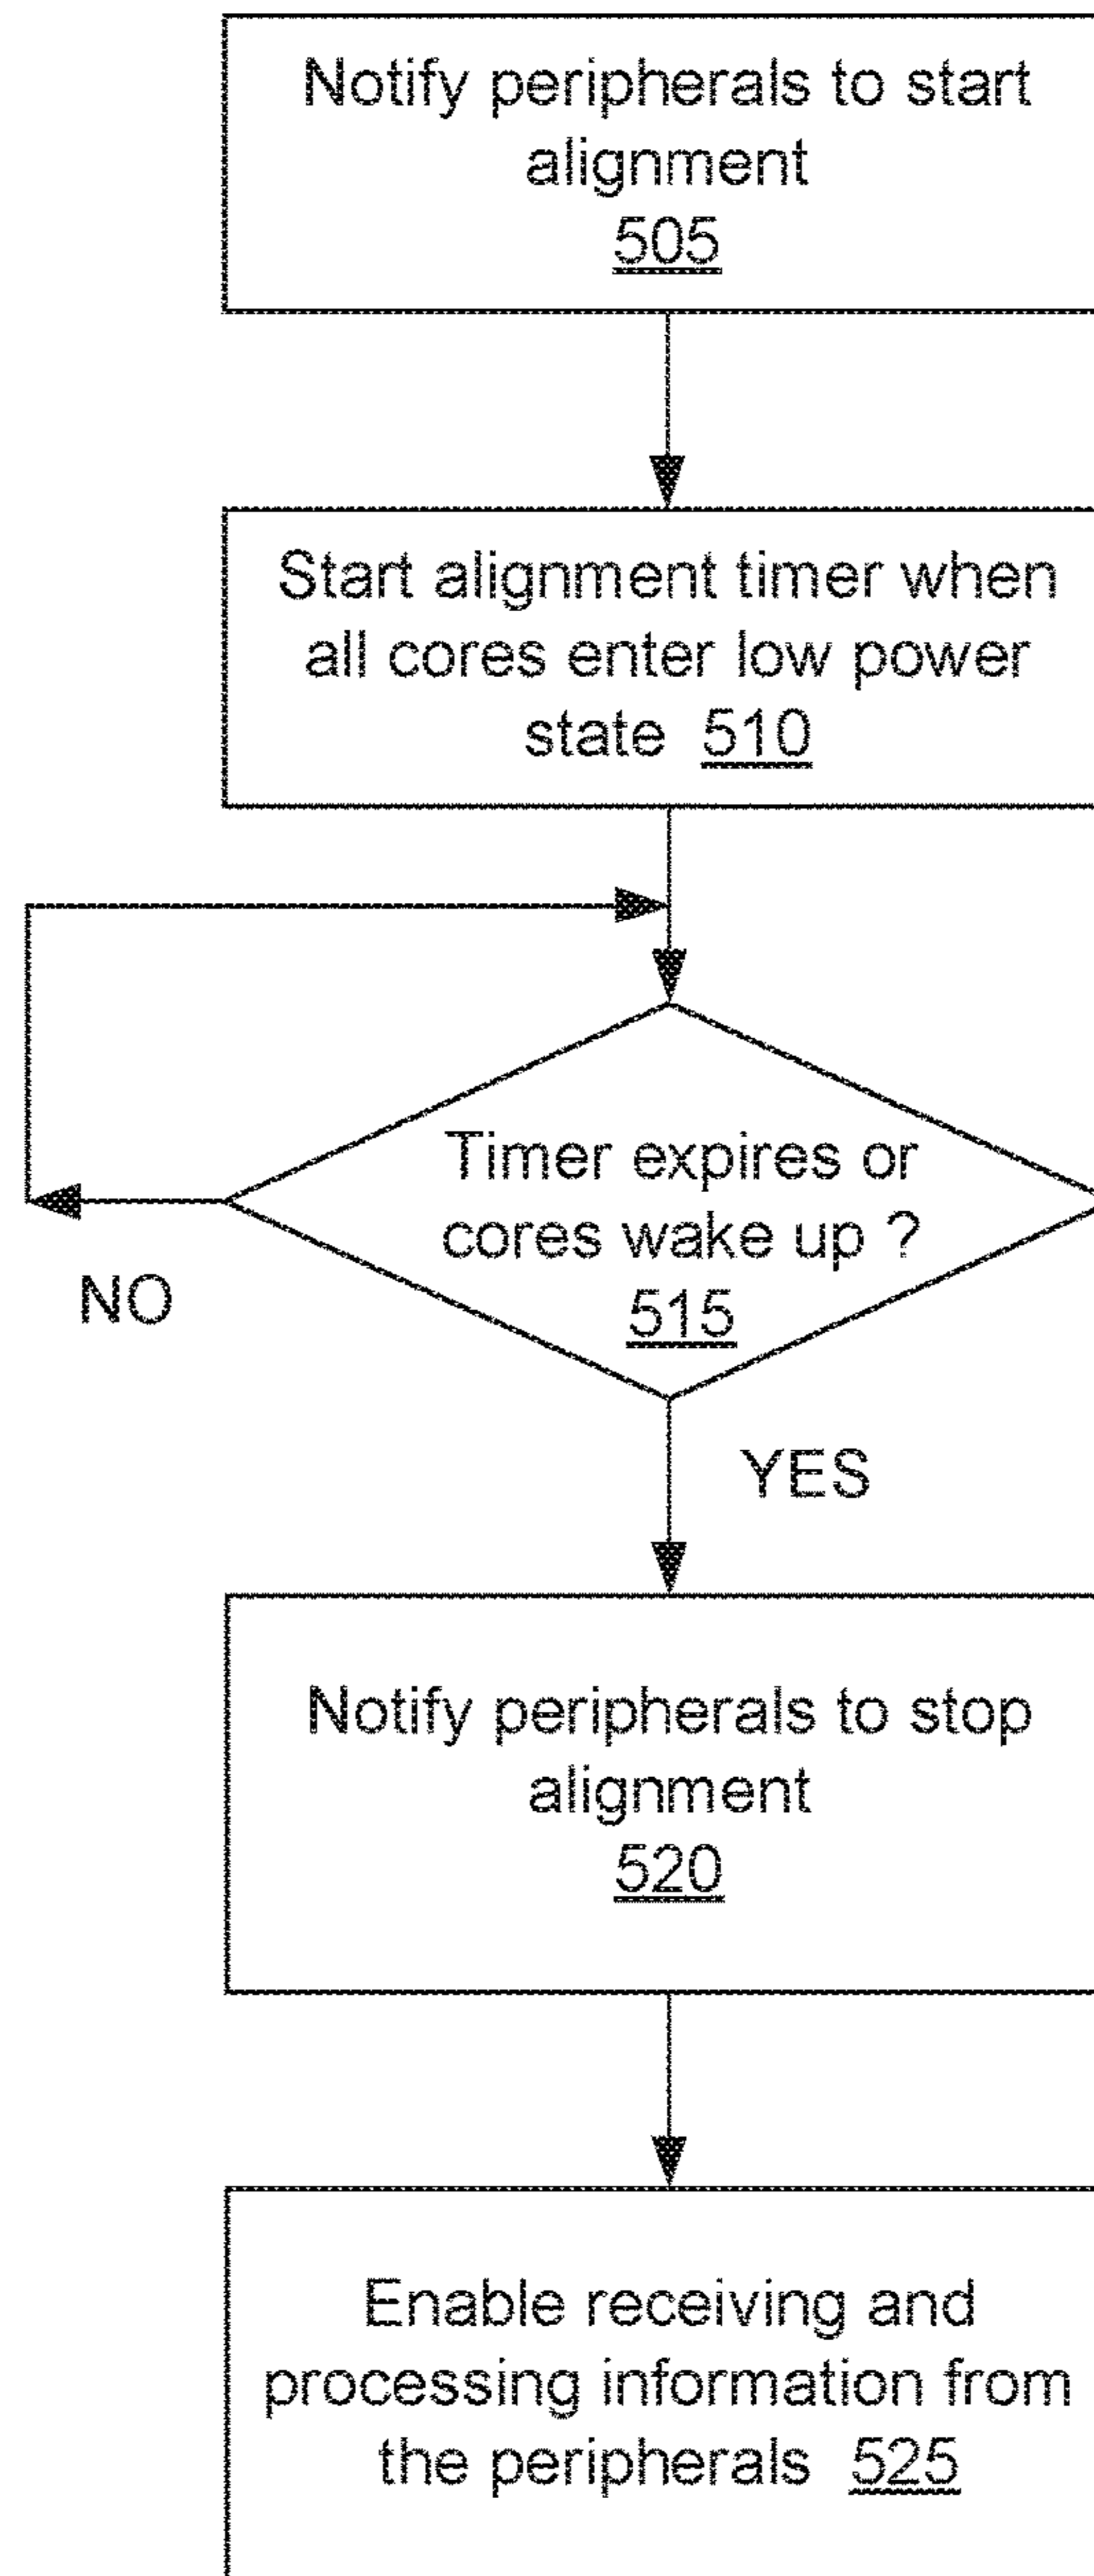 Notify peripherals to start
alignment
505
Start alignment timer when
all cores enter low power
state 510
Timer expires or
cores wake up ?
515
NO
YES
Notify peripherals to stop
alignment
520
Enable receiving and
processing information from
the peripherals 525